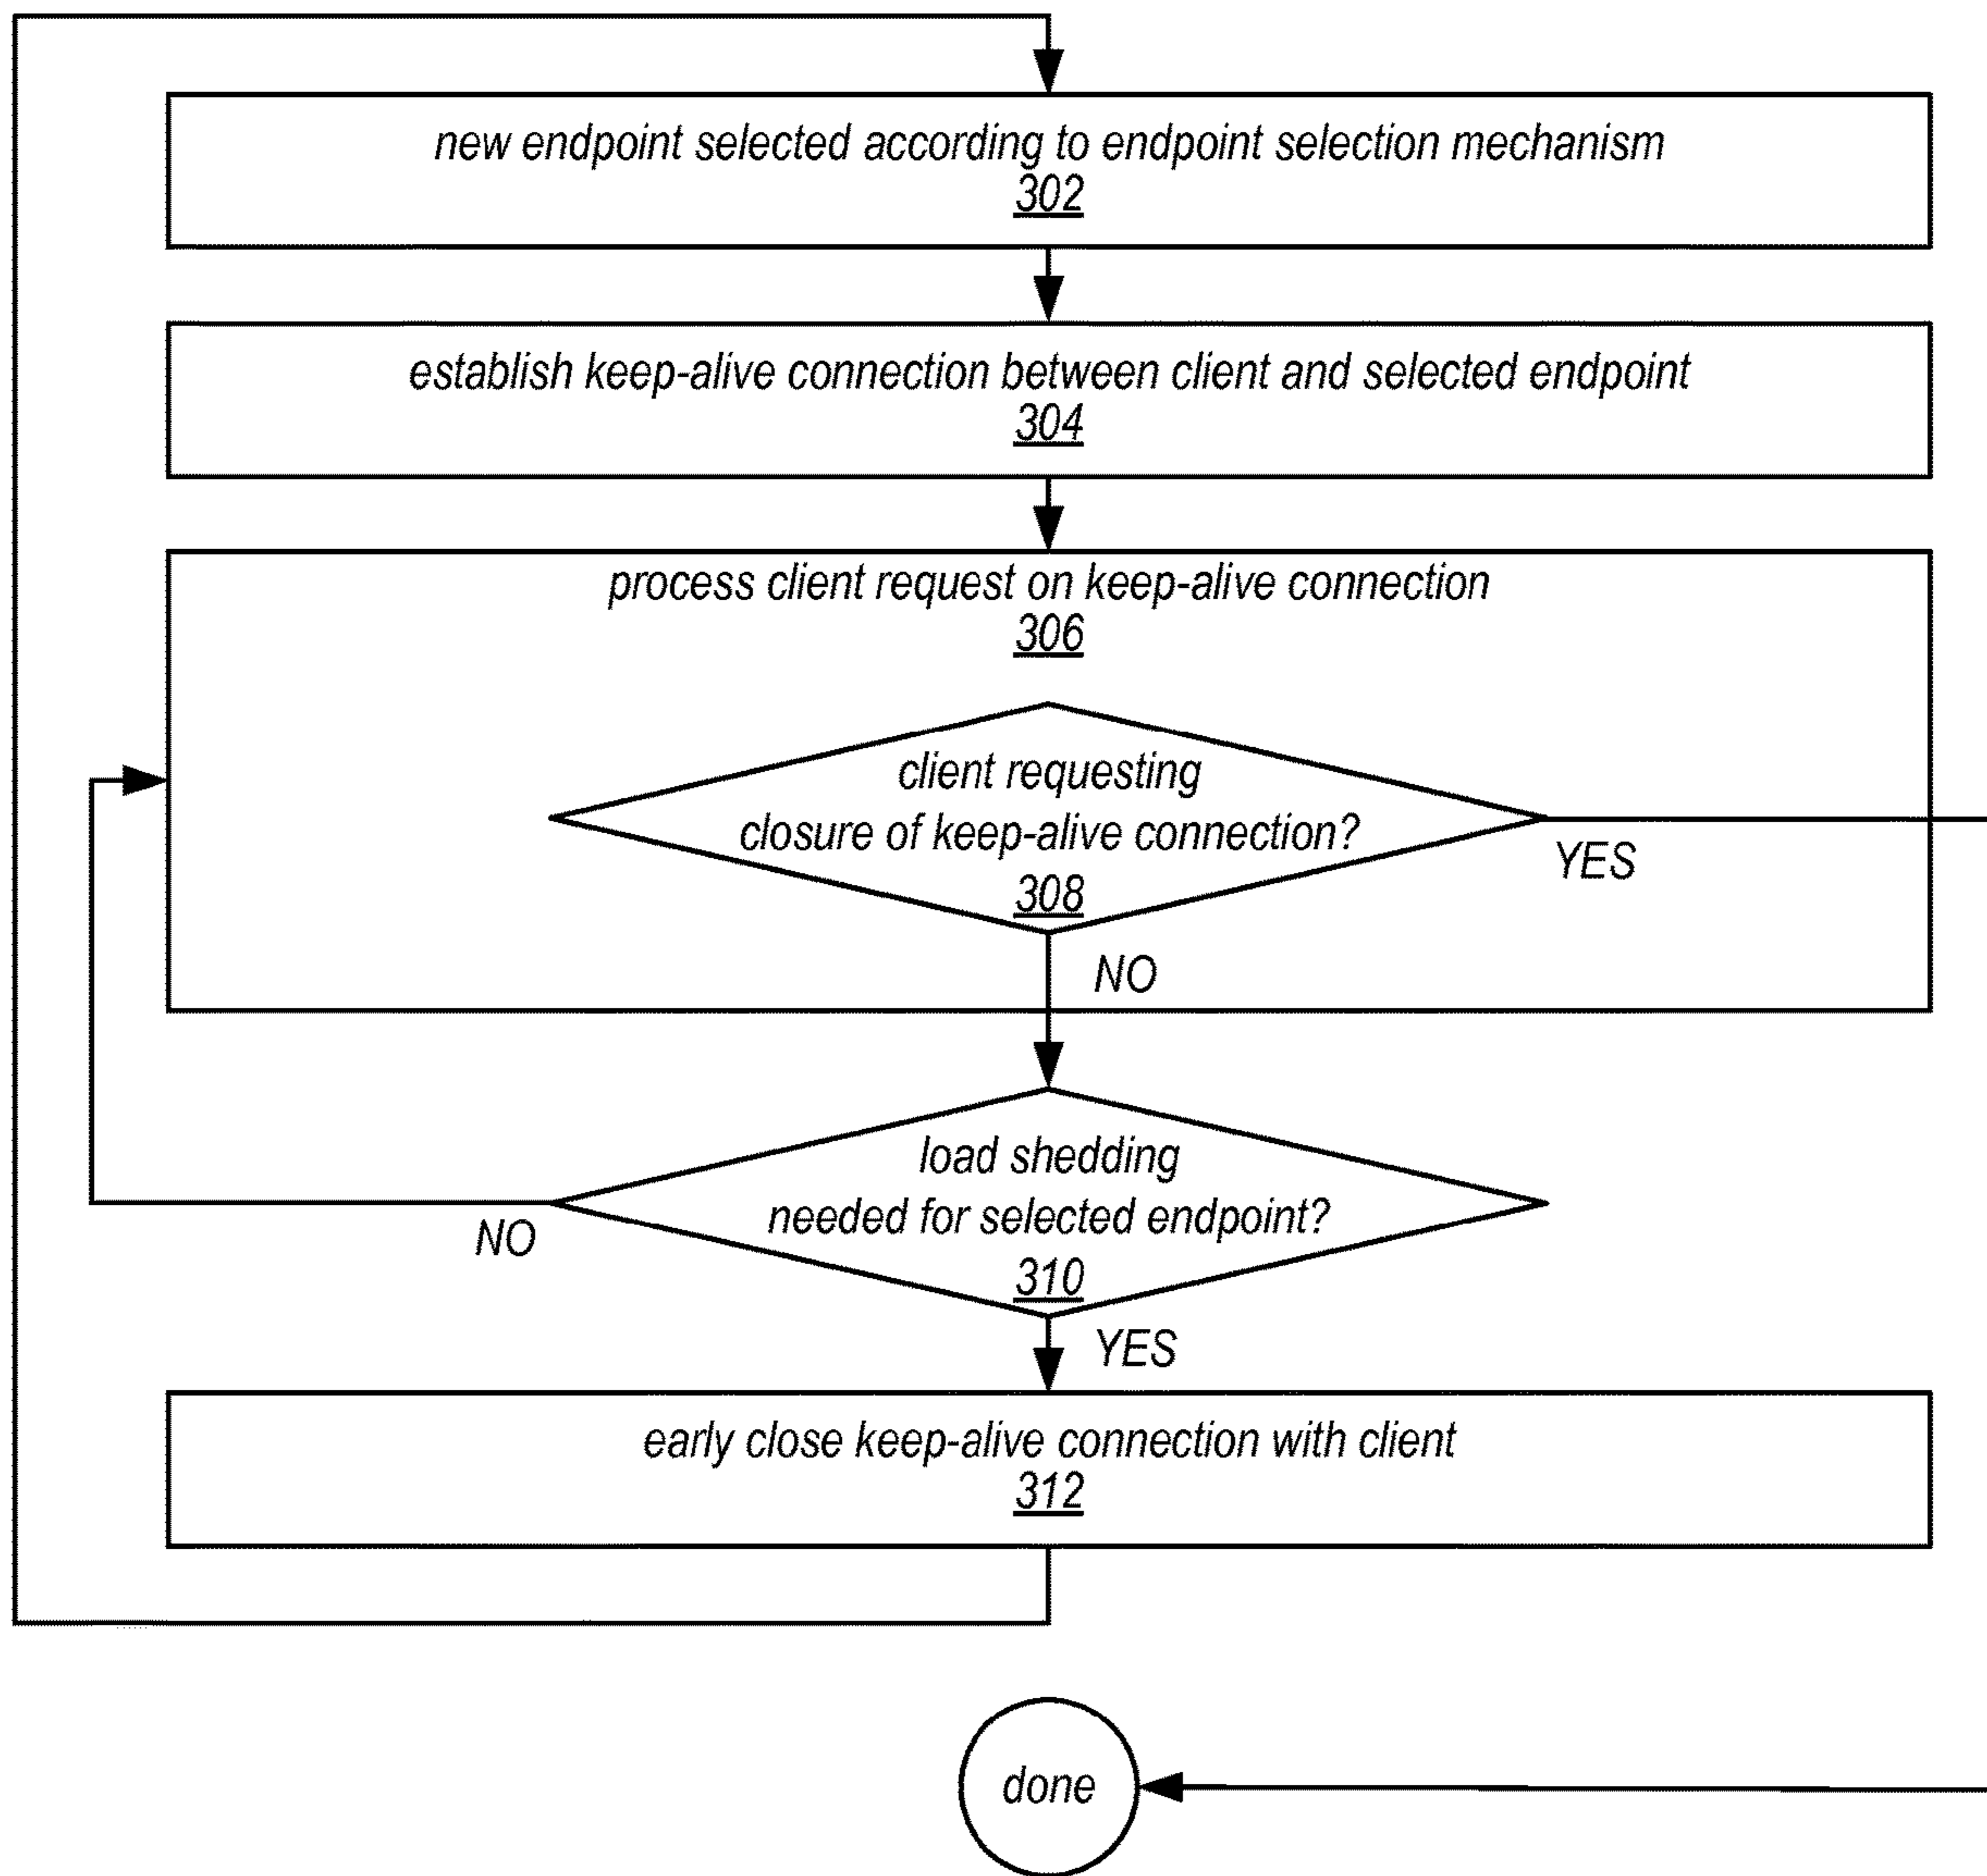 new endpoint selected according to endpoint selection mechanism
302
establish keep-alive connection between client and selected endpoint
304
process client request on keep-alive connection
306
client requesting
closure of keep-alive connection?
308
YES
NO
load shedding
needed for selected endpoint?
310
NO
YES
early close keep-alive connection with client
312
done